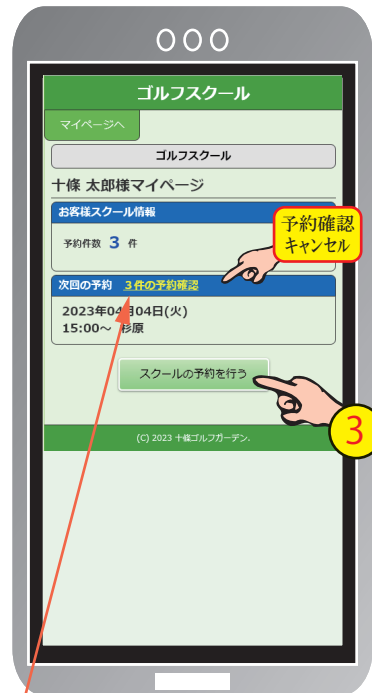 ゴルフスクール
マイページへ
ゴルフスクール
十條 太郎様マイページ
お客様スクール情報
予約件数 3 件
予約確認
キャンセル
次回の予約 3件の予約確認
2023年04月04日(火)
15:00～ 杉原
スクールの予約を行う
3
(C) 2023 十條ゴルフガーデン.